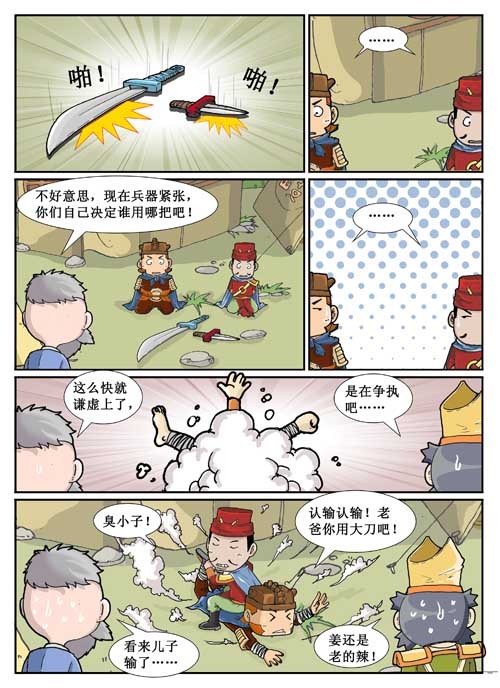 啪！
啪！
……
不好意思，现在兵器紧张，
你们自己决定谁用哪把吧！
……
这么快就
谦虚上了，
是在争执
吧……
臭小子！
认输认输！老
爸你用大刀吧！
看来儿子
输了……
姜还是
老的辣！